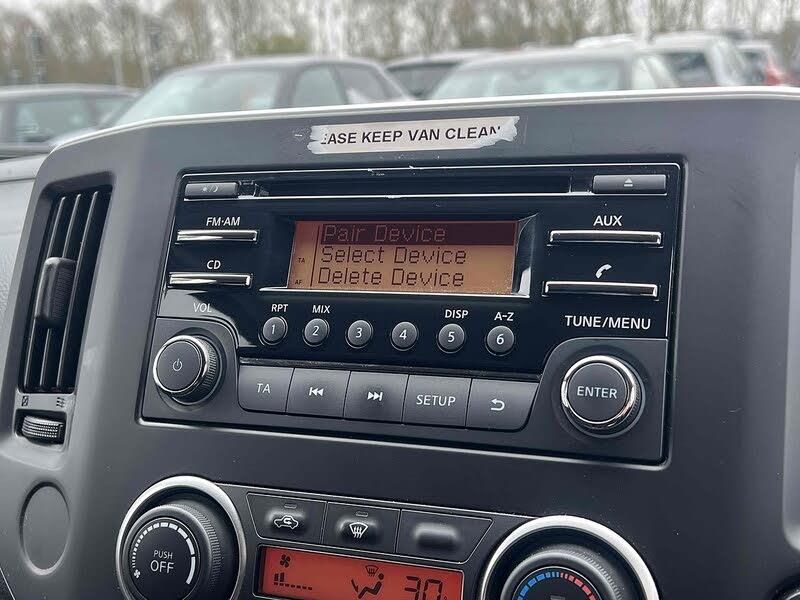 EASE KEEP VAN CLEAN
FM·AM
AUX
CD
Pair Device
Select Device
Delete Device
TA
AF
VOL
RPT
MIX
DISP
A-Z
TUNE/MENU
1
2
3
4
5
6
TA
SETUP
ENTER
PUSH
OFF
30